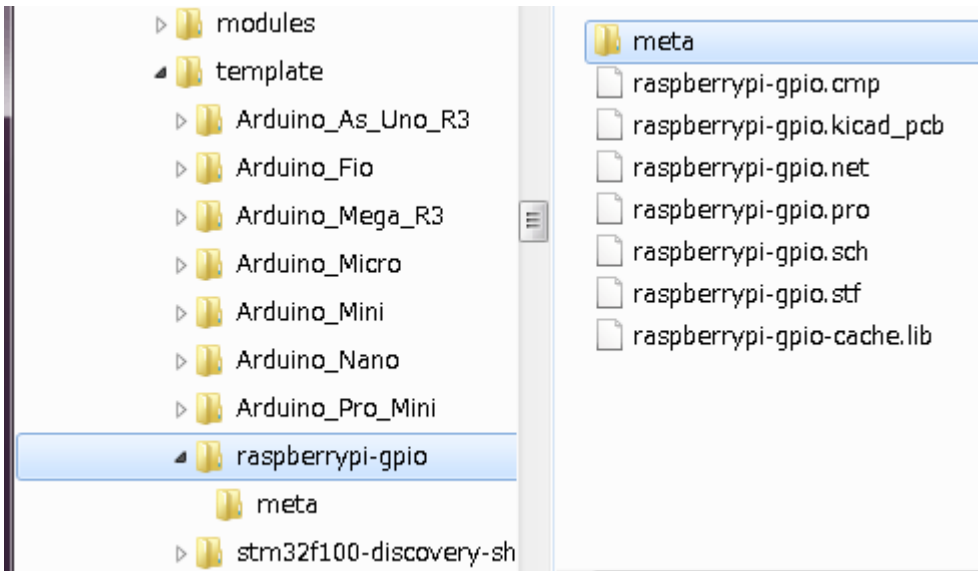 modules
template
Arduino_As_Uno_R3
Arduino_Fio
Arduino_Mega_R3
Arduino_Micro
Arduino_Mini
Arduino_Nano
Arduino_Pro_Mini
raspberrypi-gpio
meta
stm32f100-discovery-sh
meta
raspberrypi-gpio.cmp
raspberrypi-gpio.kicad_pcb
raspberrypi-gpio.net
raspberrypi-gpio.pro
raspberrypi-gpio.sch
raspberrypi-gpio.stf
raspberrypi-gpio-cache.lib